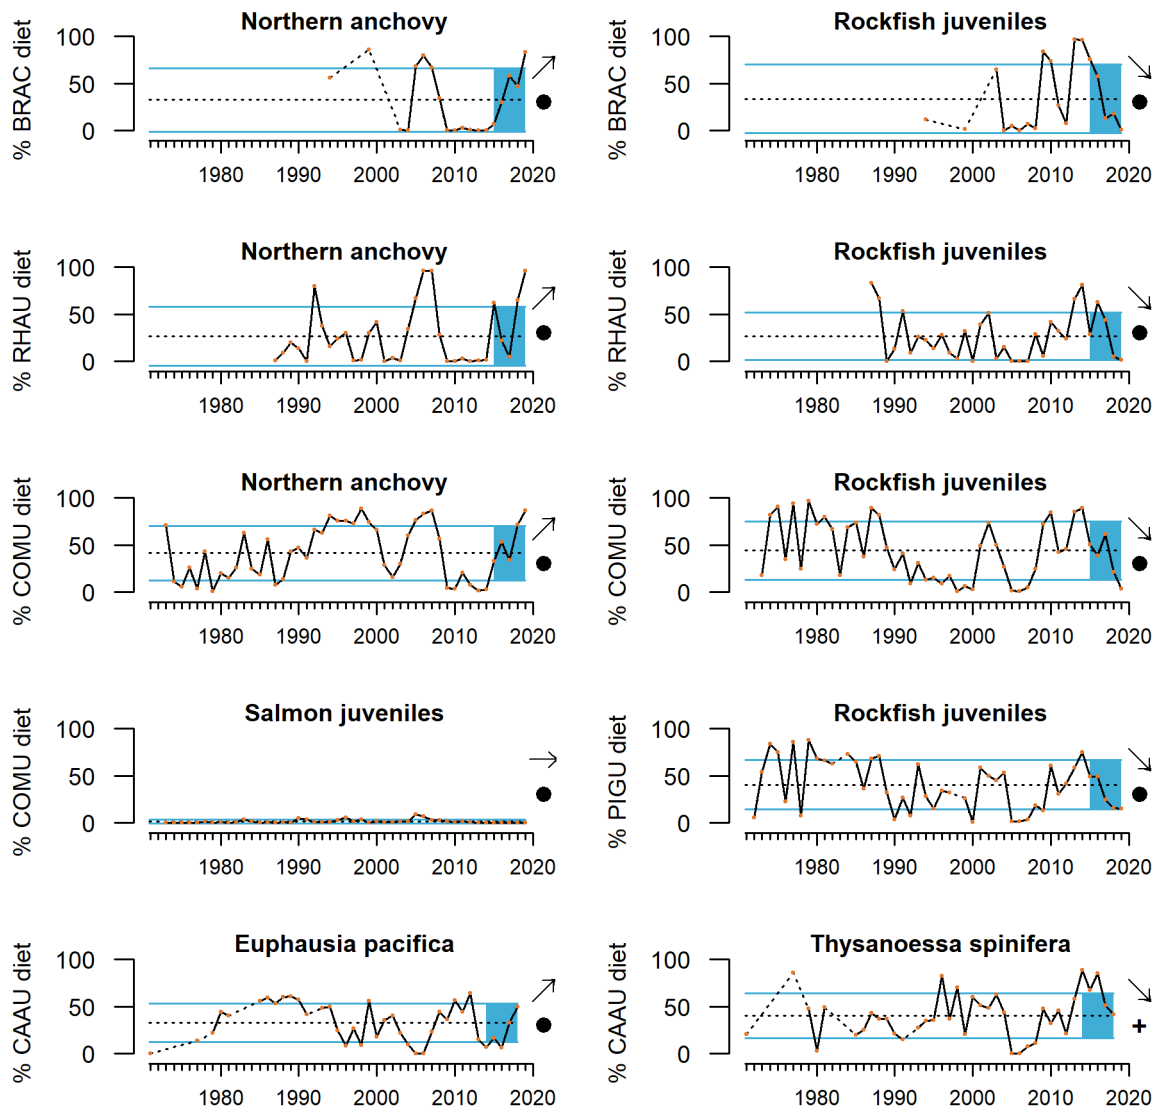 Northern anchovy
% BRAC diet
100
50
0
1980 1990 2000 2010 2020
Rockfish juveniles
% BRAC diet
100
50
0
1980 1990 2000 2010 2020
Northern anchovy
% RHAU diet
100
50
0
1980 1990 2000 2010 2020
Rockfish juveniles
% RHAU diet
100
50
0
1980 1990 2000 2010 2020
Northern anchovy
% COMU diet
100
50
0
1980 1990 2000 2010 2020
Rockfish juveniles
% COMU diet
100
50
0
1980 1990 2000 2010 2020
Salmon juveniles
% COMU diet
100
50
0
1980 1990 2000 2010 2020
Rockfish juveniles
% PIGU diet
100
50
0
1980 1990 2000 2010 2020
Euphausia pacifica
% CAAU diet
100
50
0
1980 1990 2000 2010 2020
Thysanoessa spinifera
% CAAU diet
100
50
0
+
1980 1990 2000 2010 2020